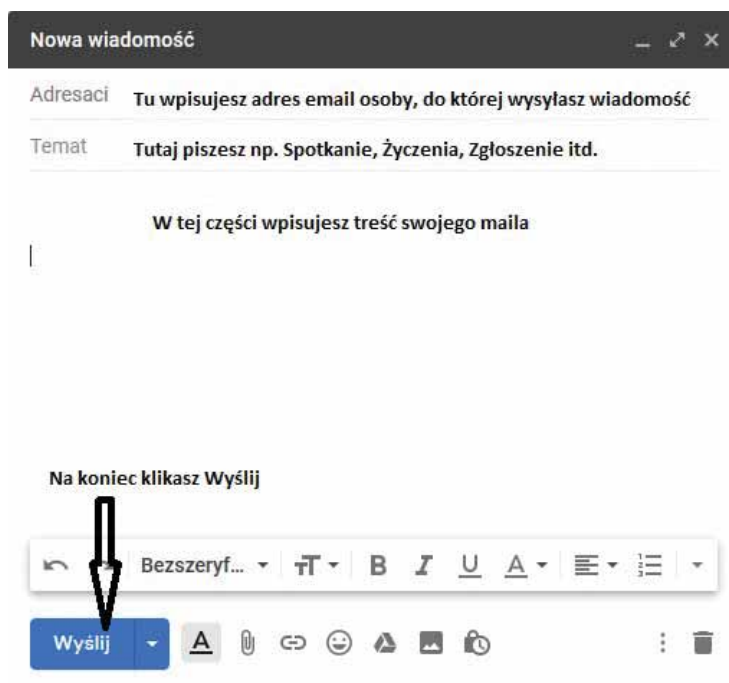 Nowa wiadomość
Adresaci Tu wpisujesz adres email osoby, do której wysyłasz wiadomość
Temat Tutaj piszesz np. Spotkanie, Życzenia, Zgłoszenie itd.
W tej części wpisujesz treść swojego maila
Na koniec klikasz Wyślij
Bezszeryf... B I U A
Wyślij A